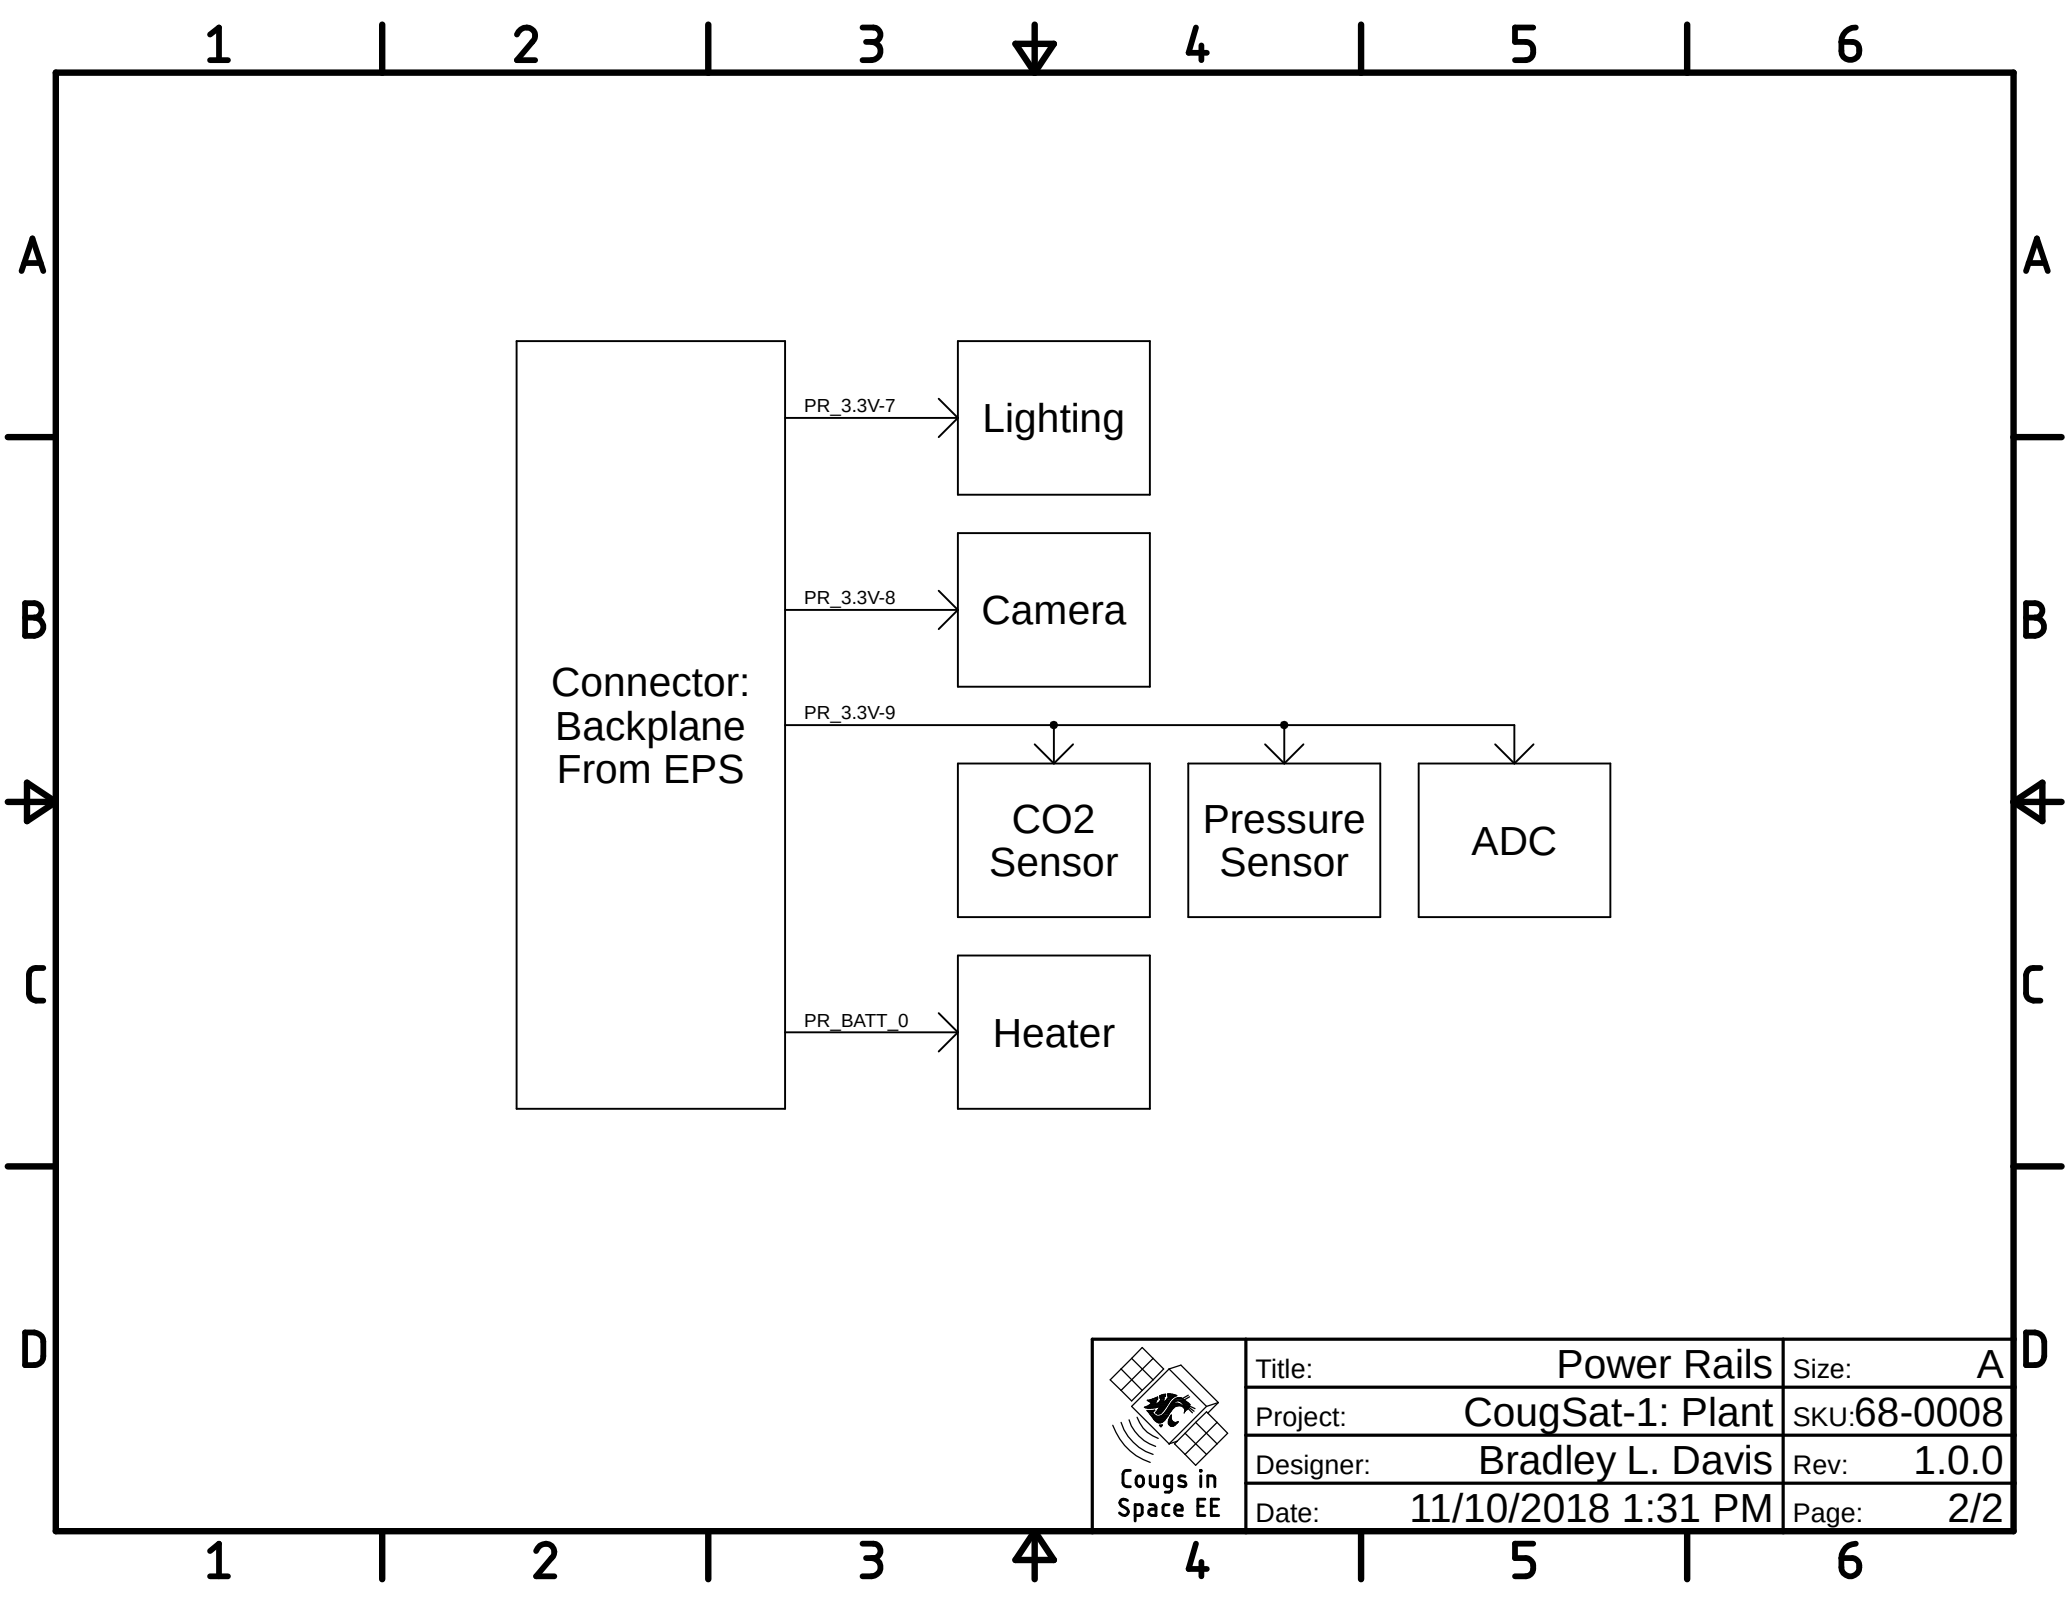 1 2 3 4 5 6
A A
PR_3.3V-7
Lighting
PR_3.3V-8
Camera
B B
Connector:
Backplane
From EPS
PR_3.3V-9
CO2
Sensor
Pressure
Sensor
ADC
C C
PR_BATT_0
Heater
D D
Cougs in
Space EE
Title: Power Rails Size: A
Project: CougSat-1: Plant SKU:68-0008
Designer: Bradley L. Davis Rev: 1.0.0
Date: 11/10/2018 1:31 PM Page: 2/2
1 2 3 4 5 6